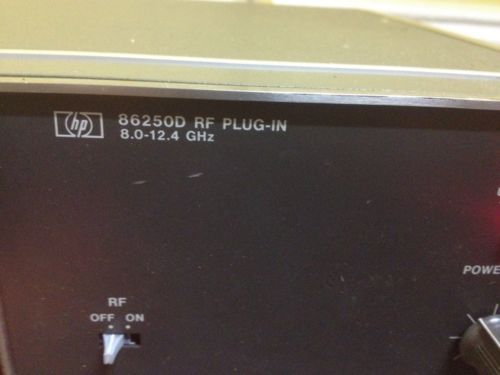 hp 86250D RF PLUG-IN
8.0-12.4 GHz
POWE
RF
OFF ON